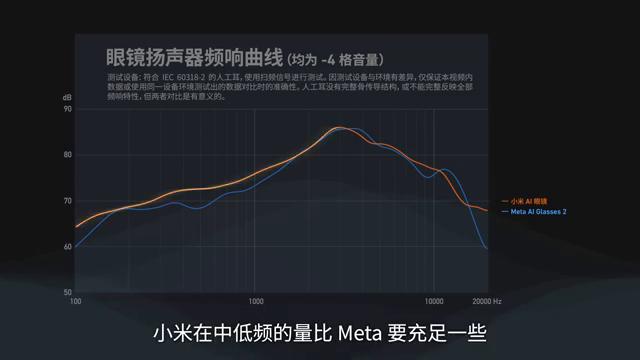 眼镜扬声器频响曲线 (均为 -4 格音量)
测试设备: 符合 IEC 60318-2 的人工耳, 使用扫频信号进行测试。因测试设备与环境有差异, 仅保证本视频内
数据或使用同一设备环境测试出的数据对比时的准确性。人工耳没有完整骨传导结构, 或不能完整反映全部
频响特性, 但两者对比是有意义的。
dB
90
80
70
60
50
100
1000
10000
20000 Hz
小米 AI 眼镜
Meta AI Glasses 2
小米在中低频的量比 Meta 要充足一些